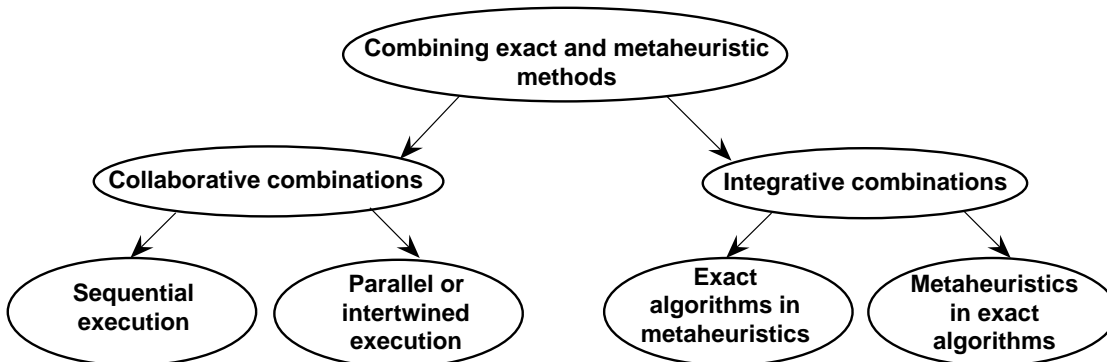 Combining exact and metaheuristic
methods
Collaborative combinations
Integrative combinations
Sequential
execution
Parallel or
intertwined
execution
Exact
algorithms in
metaheuristics
Metaheuristics
in exact
algorithms